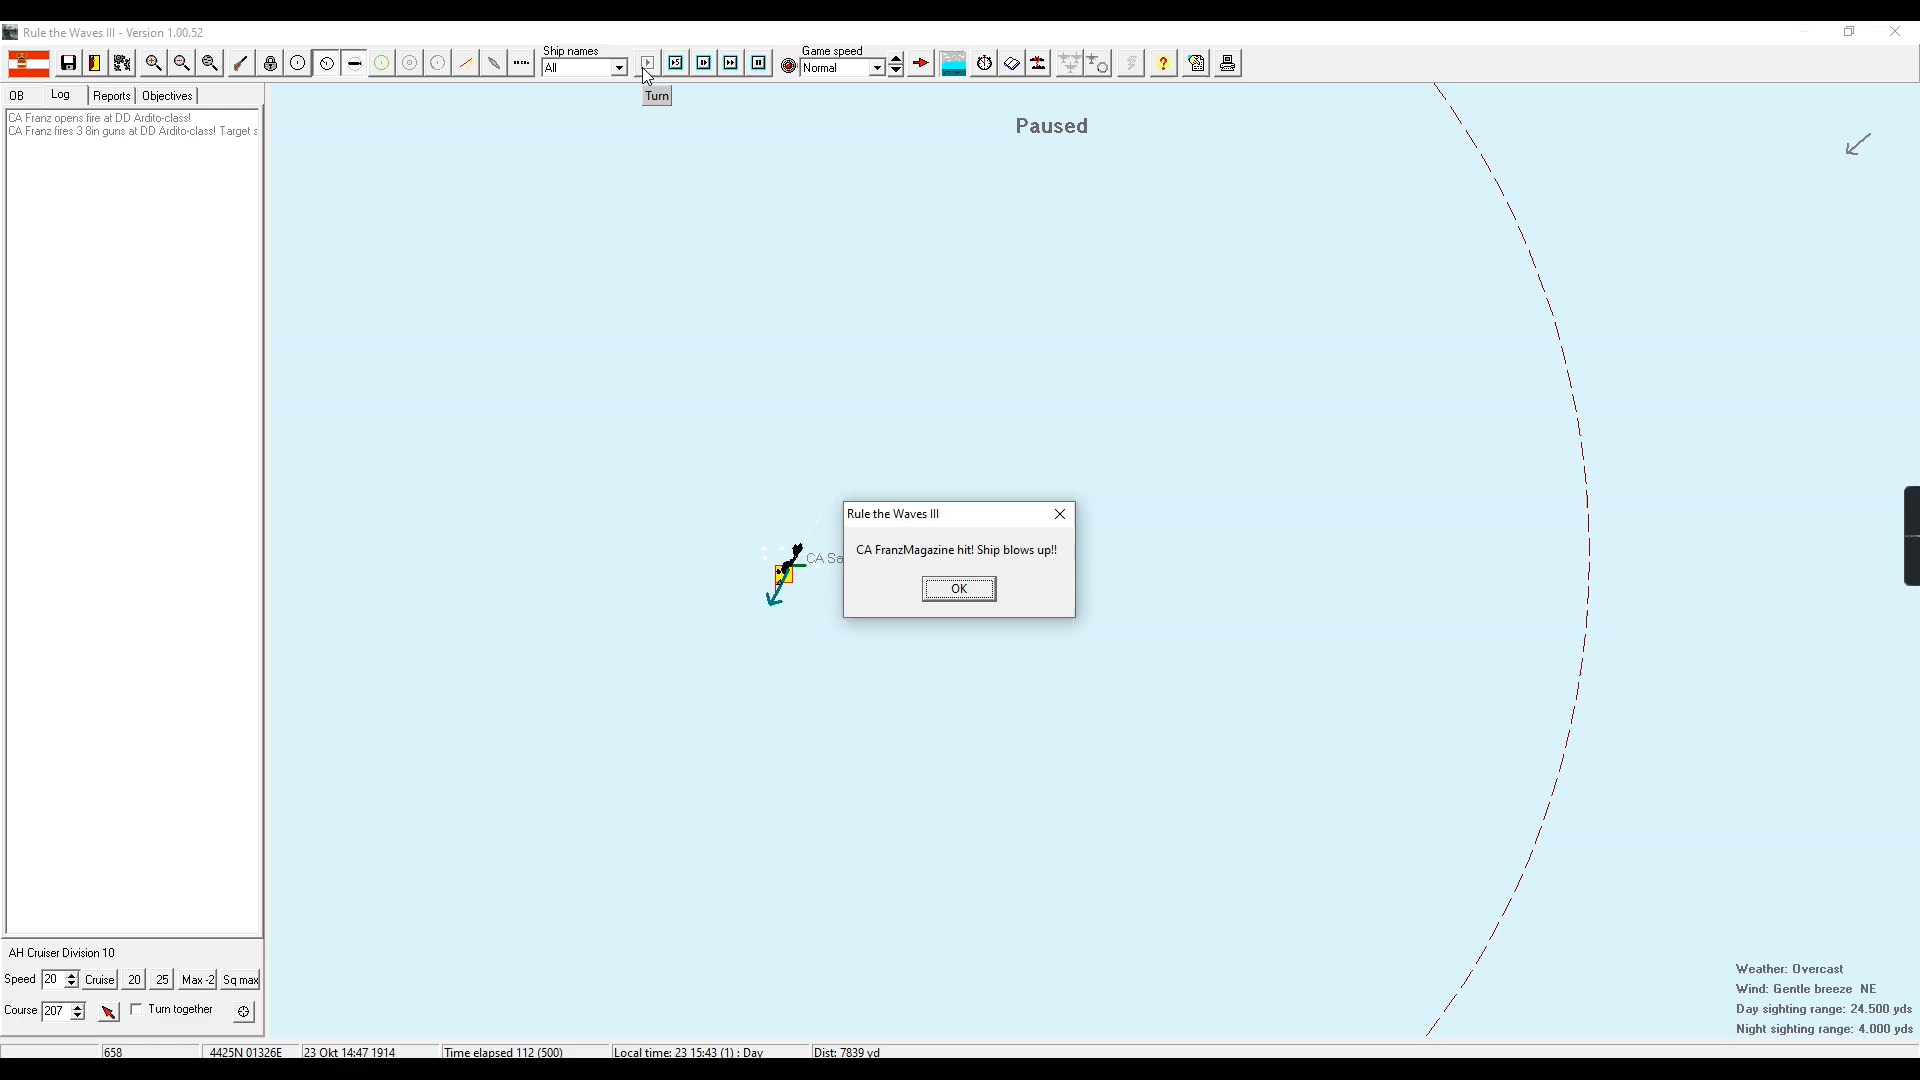 Rule the Waves III - Version 1.00.52
Ship names
All
Game speed
Normal
Turn
OB
Log
Reports
Objectives
CA Franz opens fire at DD Ardito-class!
CA Franz fires 3 8in guns at DD Ardito-class! Target s
Paused
CA Sa
Rule the Waves III
CA FranzMagazine hit! Ship blows up!!
OK
AH Cruiser Division 10
Speed 20 Cruise 20 25 Max -2 Sq max
Course 207 Turn together
Weather: Overcast
Wind: Gentle breeze NE
Day sighting range: 24.500 yds
Night sighting range: 4.000 yds
658 4425N 01326E 23 Okt 14:47 1914 Time elapsed 112 (500) Local time: 23 15:43 (1) : Day Dist: 7839 yd